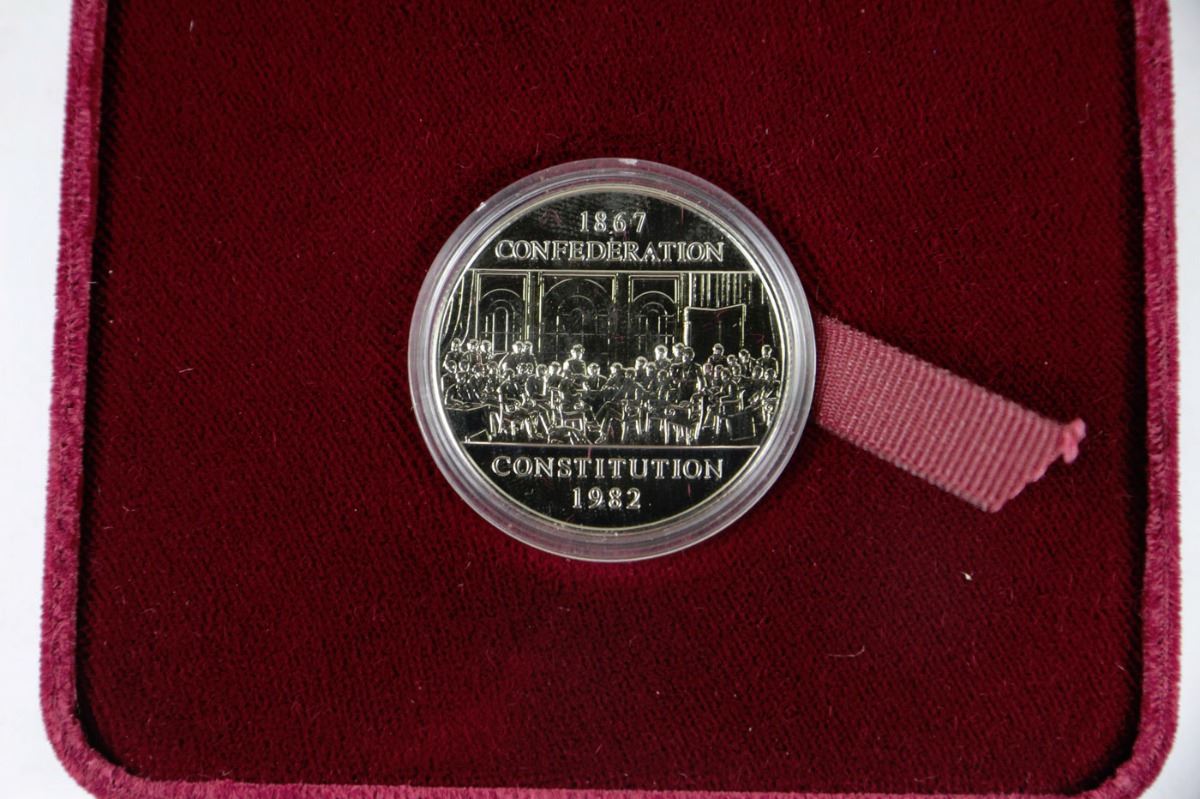 1867
CONFEDERATION
CONSTITUTION
1982